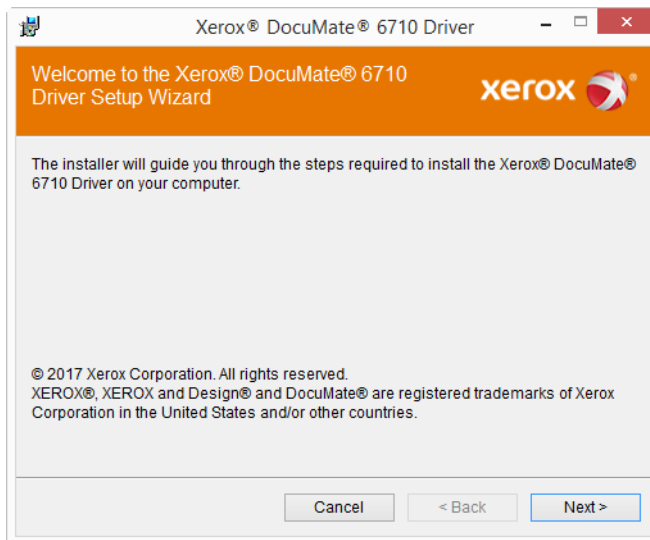 Xerox® DocuMate® 6710 Driver
Welcome to the Xerox® DocuMate® 6710
Driver Setup Wizard
xerox
The installer will guide you through the steps required to install the Xerox® DocuMate®
6710 Driver on your computer.
© 2017 Xerox Corporation. All rights reserved.
XEROX®, XEROX and Design® and DocuMate® are registered trademarks of Xerox
Corporation in the United States and/or other countries.
Cancel
< Back
Next >